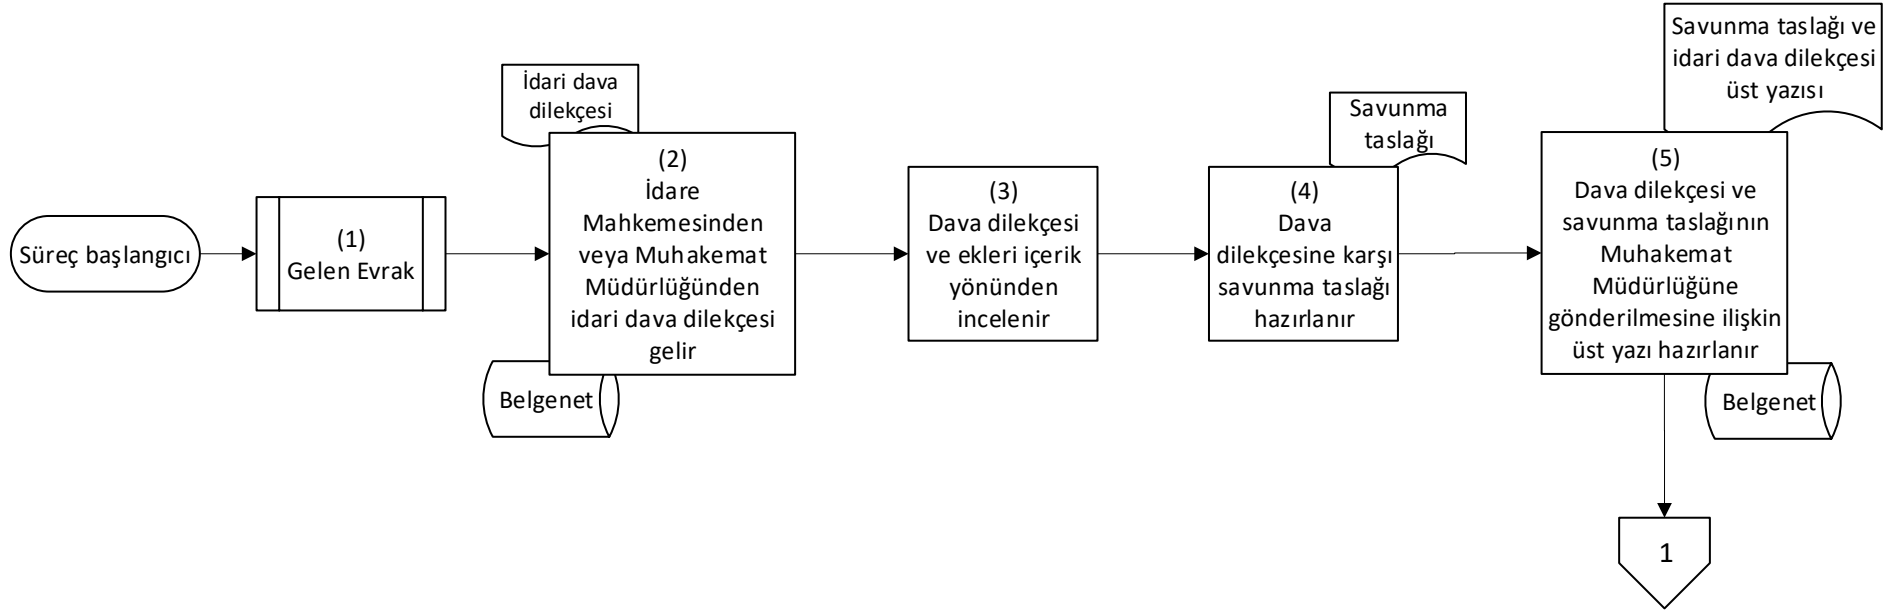 Süreç başlangıcı
(1)
Gelen Evrak
İdari dava
dilekçesi
(2)
İdare
Mahkemesinden
veya Muhakemat
Müdürlüğünden
idari dava dilekçesi
gelir
Belgenet
(3)
Dava dilekçesi
ve ekleri içerik
yönünden
incelenir
Savunma
taslağı
(4)
Dava
dilekçesine karşı
savunma taslağı
hazırlanır
Savunma taslağı ve
idari dava dilekçesi
üst yazısı
(5)
Dava dilekçesi ve
savunma taslağının
Muhakemat
Müdürlüğüne
gönderilmesine ilişkin
üst yazı hazırlanır
Belgenet
1